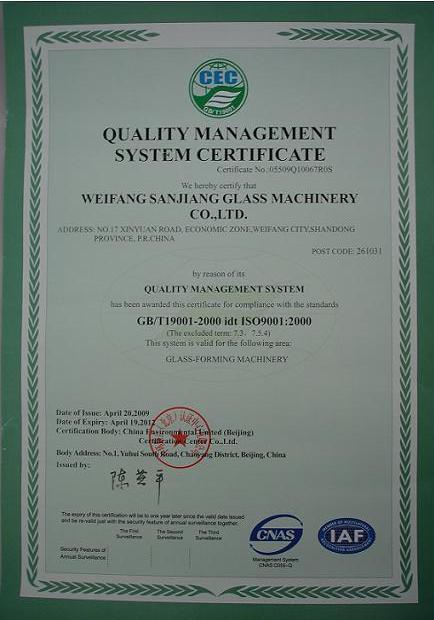 CEC
GB/T19001
QUALITY MANAGEMENT
SYSTEM CERTIFICATE
Certificate No.:05509Q10067R0S
We hereby certify that
WEIFANG SANJIANG GLASS MACHINERY
CO.,LTD.
ADDRESS: NO.17 XINYUAN ROAD, ECONOMIC ZONE,WEIFANG CITY,SHANDONG
PROVINCE, P.R.CHINA
POST CODE: 261031
by reason of its
QUALITY MANAGEMENT SYSTEM
has been awarded this certificate for compliance with the standards
GB/T19001-2000 idt ISO9001:2000
(The excluded term: 7.3、7.5.4)
This system is valid for the following area:
GLASS-FORMING MACHINERY
Date of Issue: April 20,2009
Date of Expiry: April 19,2012
Certification Body: China Environmental United (Beijing)
Certification Center Co.,Ltd.
Body Address: No.1, Yuhui South Road, Chaoyang District, Beijing, China
Issued by:
The expiry of this certification will be one year later since the valid date issued
and be re-valid just with the security feature of annual surveillance together.
The First Surveillance
The Second Surveillance
The Third Surveillance
Security Features of
Annual Surveillance
CNAS
Management System
IAF